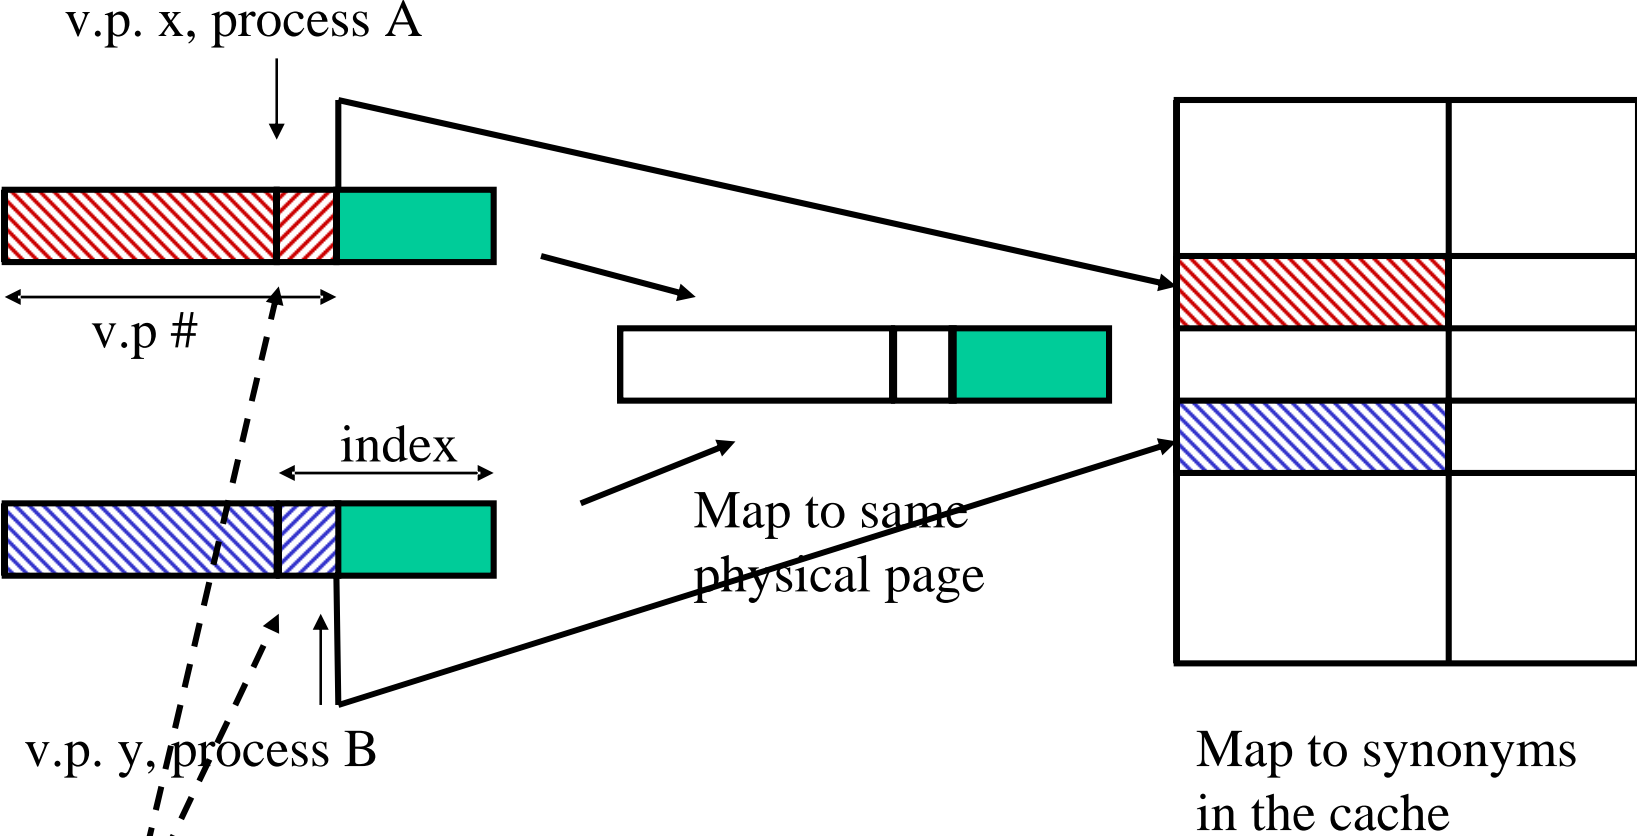 v.p. x, process A
v.p #
index
Map to same
physical page
v.p. y, process B
Map to synonyms
in the cache